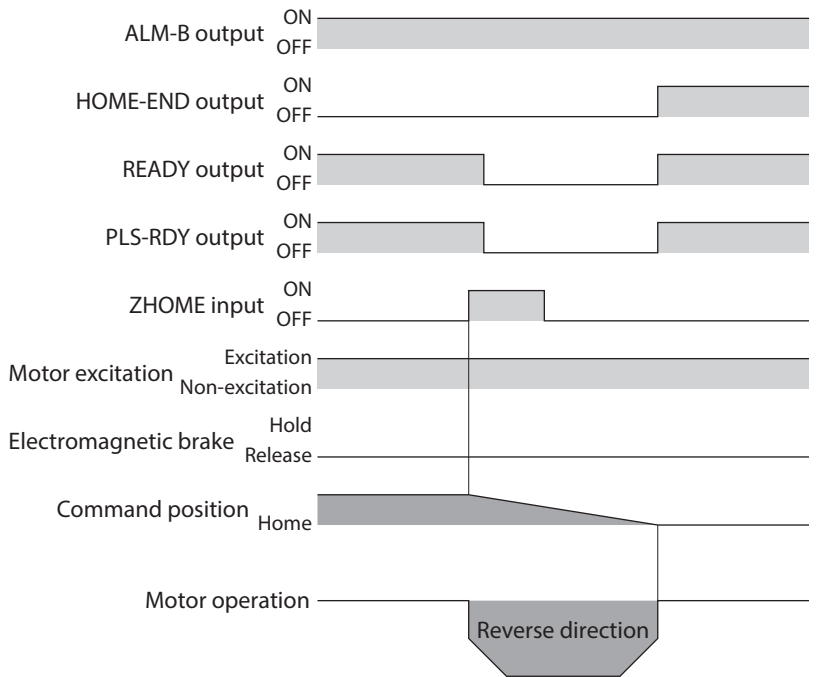 ON
ALM-B output
OFF
ON
HOME-END output
OFF
ON
READY output
OFF
ON
PLS-RDY output
OFF
ON
ZHOME input
OFF
Excitation
Motor excitation
Non-excitation
Hold
Electromagnetic brake
Release
Command position
Home
Motor operation
Reverse direction